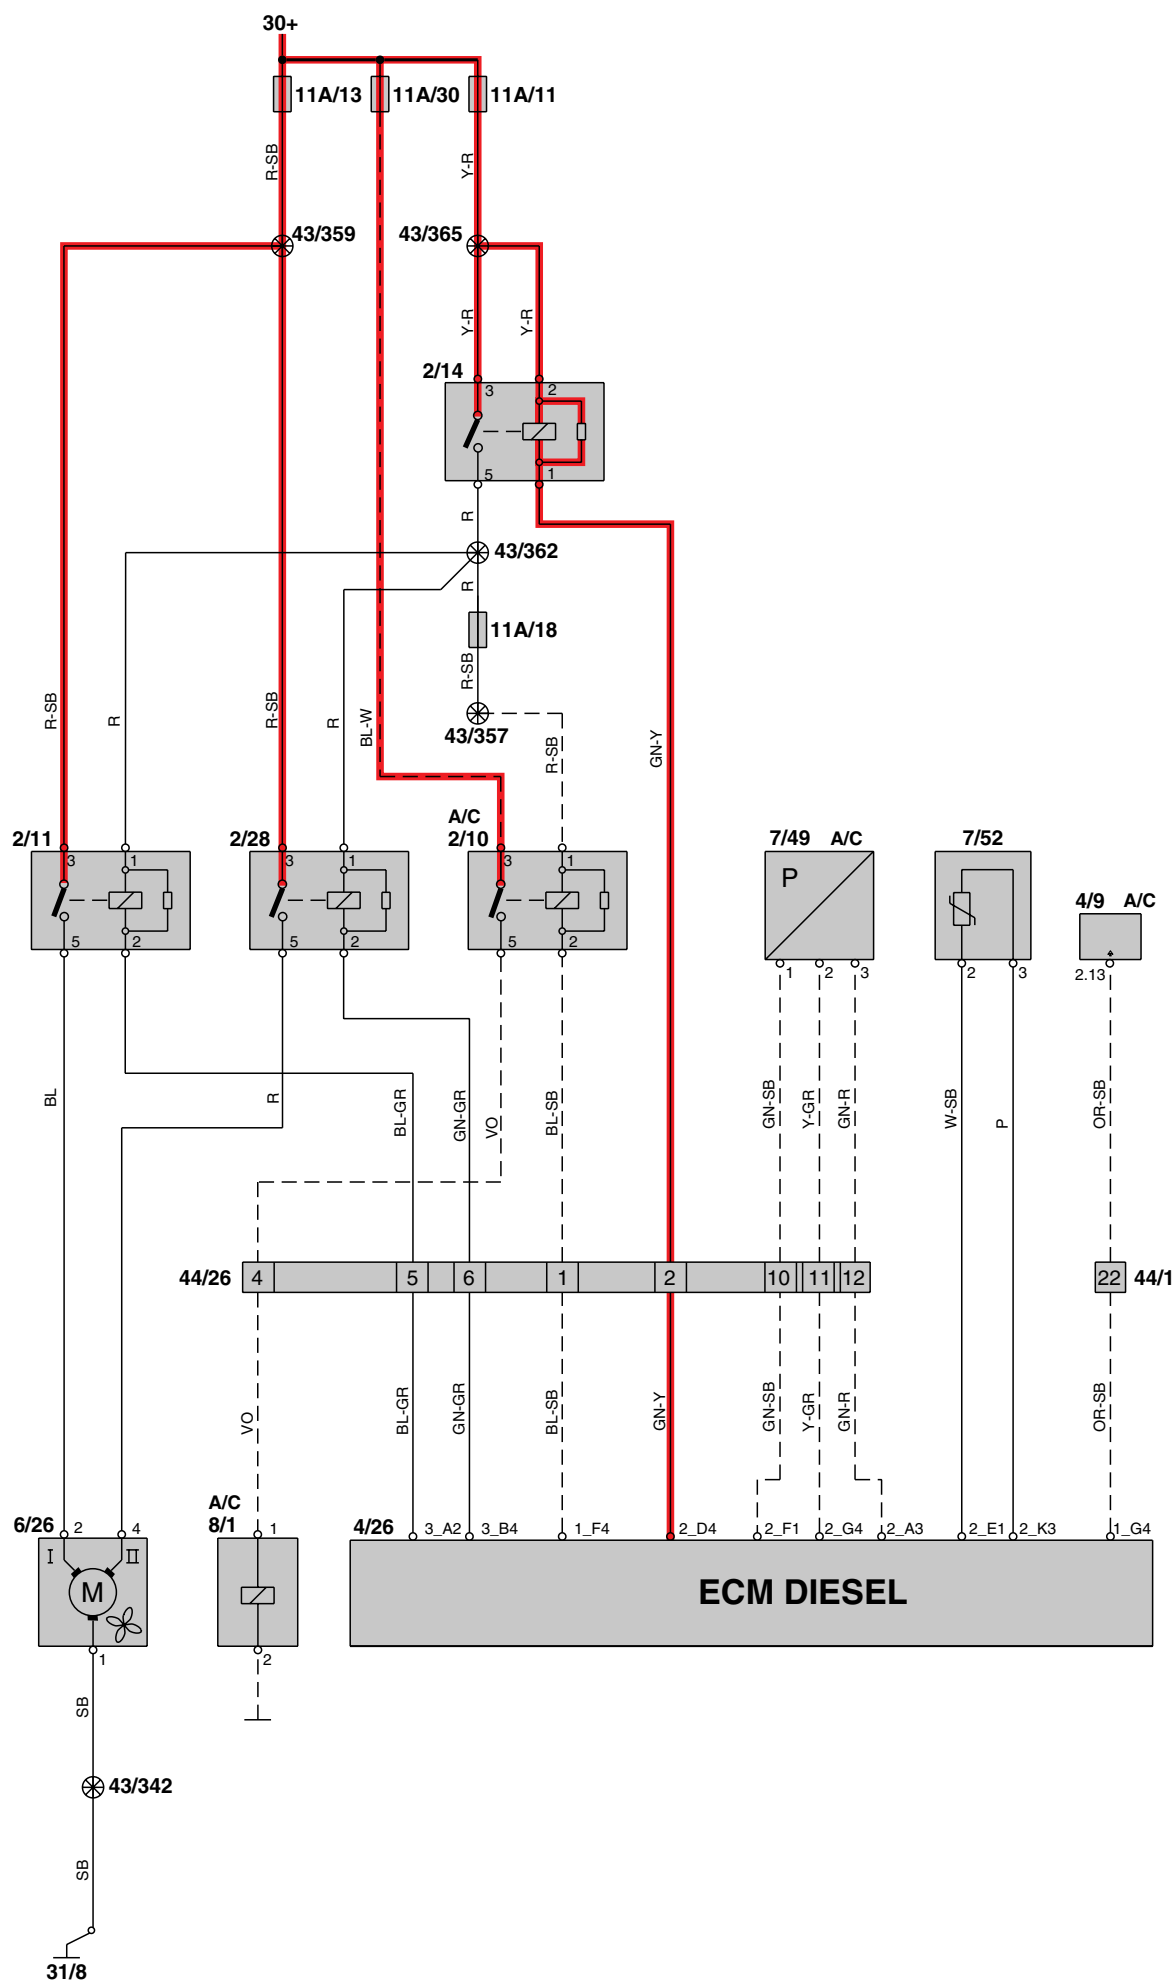 30+
11A/13 11A/30 11A/11
R-SB Y-R
43/359 43/365
Y-R Y-R
2/14
3 2
5 1
R
43/362
R
11A/18
R-SB
43/357
R-SB R R-SB R BL-W R-SB GN-Y
A/C
2/11 2/28 2/10 7/49 A/C 7/52
3 1 3 1 3 1
P
4/9 A/C
5 2 5 2 5 2
1 2 3 2 3 2.13
BL R BL-GR GN-GR VO BL-SB GN-SB Y-GR GN-R W-SB P OR-SB
44/26 4 5 6 1 2 10 11 12 22 44/1
VO BL-GR GN-GR BL-SB GN-Y GN-SB Y-GR GN-R OR-SB
A/C
6/26 2 4 8/1 1 4/26 3_A2 3_B4 1_F4 2_D4 2_F1 2_G4 2_A3 2_E1 2_K3 1_G4
I II
M
ECM DIESEL
1 2
SB
43/342
SB
31/8